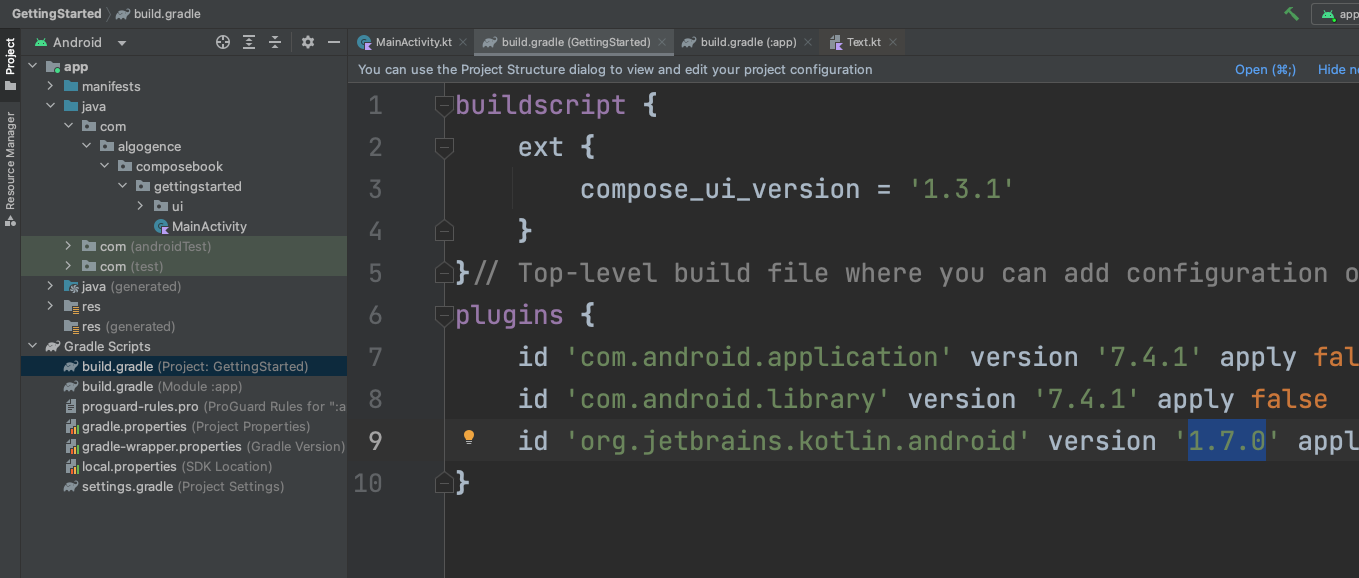 GettingStarted build.gradle
app
Android
MainActivity.kt
build.gradle (GettingStarted)
build.gradle (:app)
Text.kt
You can use the Project Structure dialog to view and edit your project configuration
Open (⌘;)
Hide
Project
Resource Manager
app
manifests
java
com
algogence
composebook
gettingstarted
ui
MainActivity
com (androidTest)
com (test)
java (generated)
res
res (generated)
Gradle Scripts
build.gradle (Project: GettingStarted)
build.gradle (Module :app)
proguard-rules.pro (ProGuard Rules for ":a
gradle.properties (Project Properties)
gradle-wrapper.properties (Gradle Version)
local.properties (SDK Location)
settings.gradle (Project Settings)
1 buildscript {
2 ext {
3 compose_ui_version = '1.3.1'
4 }
5 }// Top-level build file where you can add configuration o
6 plugins {
7 id 'com.android.application' version '7.4.1' apply fal
8 id 'com.android.library' version '7.4.1' apply false
9 id 'org.jetbrains.kotlin.android' version '1.7.0' appl
10 }